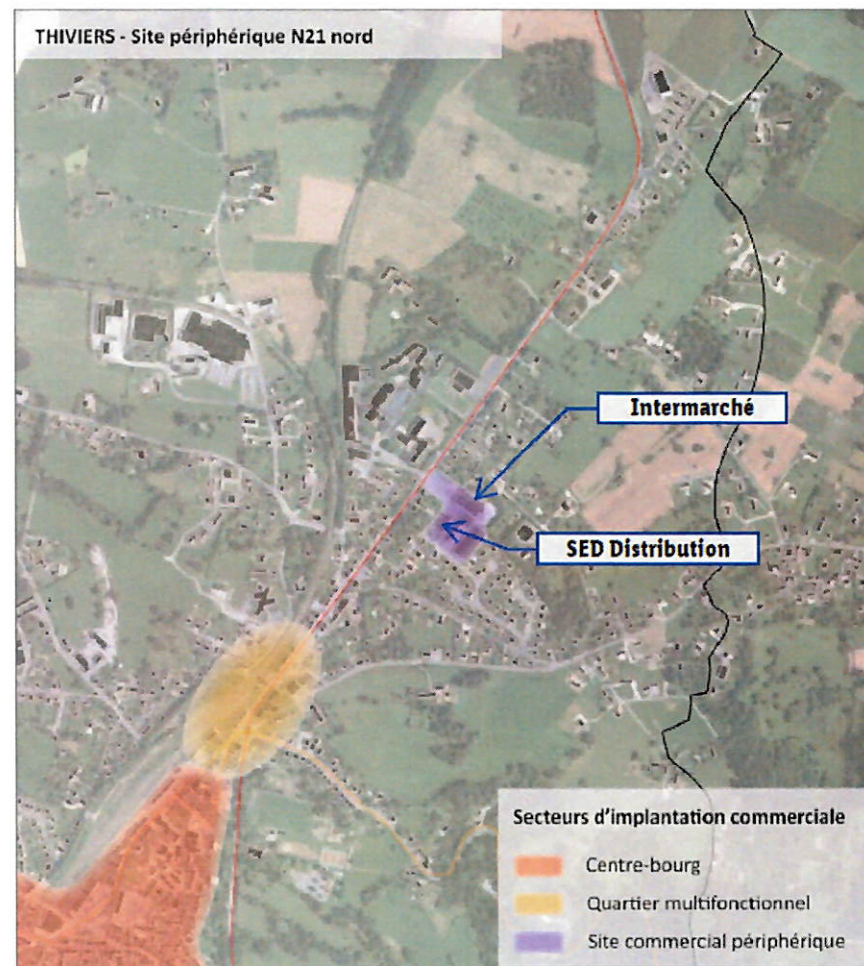 THIVIERS - Site périphérique N21 nord
Intermarché
SED Distribution
Secteurs d'implantation commerciale
Centre-bourg
Quartier multifonctionnel
Site commercial périphérique